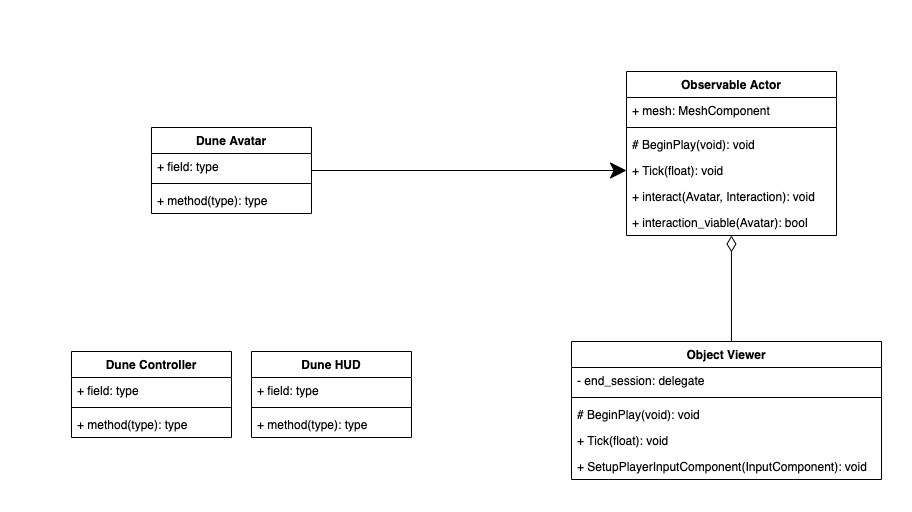 Observable Actor
+ mesh: MeshComponent
# BeginPlay(void): void
+ Tick(float): void
+ interact(Avatar, Interaction): void
+ interaction_viable(Avatar): bool
Dune Avatar
+ field: type
+ method(type): type
Dune Controller
+ field: type
+ method(type): type
Dune HUD
+ field: type
+ method(type): type
Object Viewer
- end_session: delegate
# BeginPlay(void): void
+ Tick(float): void
+ SetupPlayerInputComponent(InputComponent): void